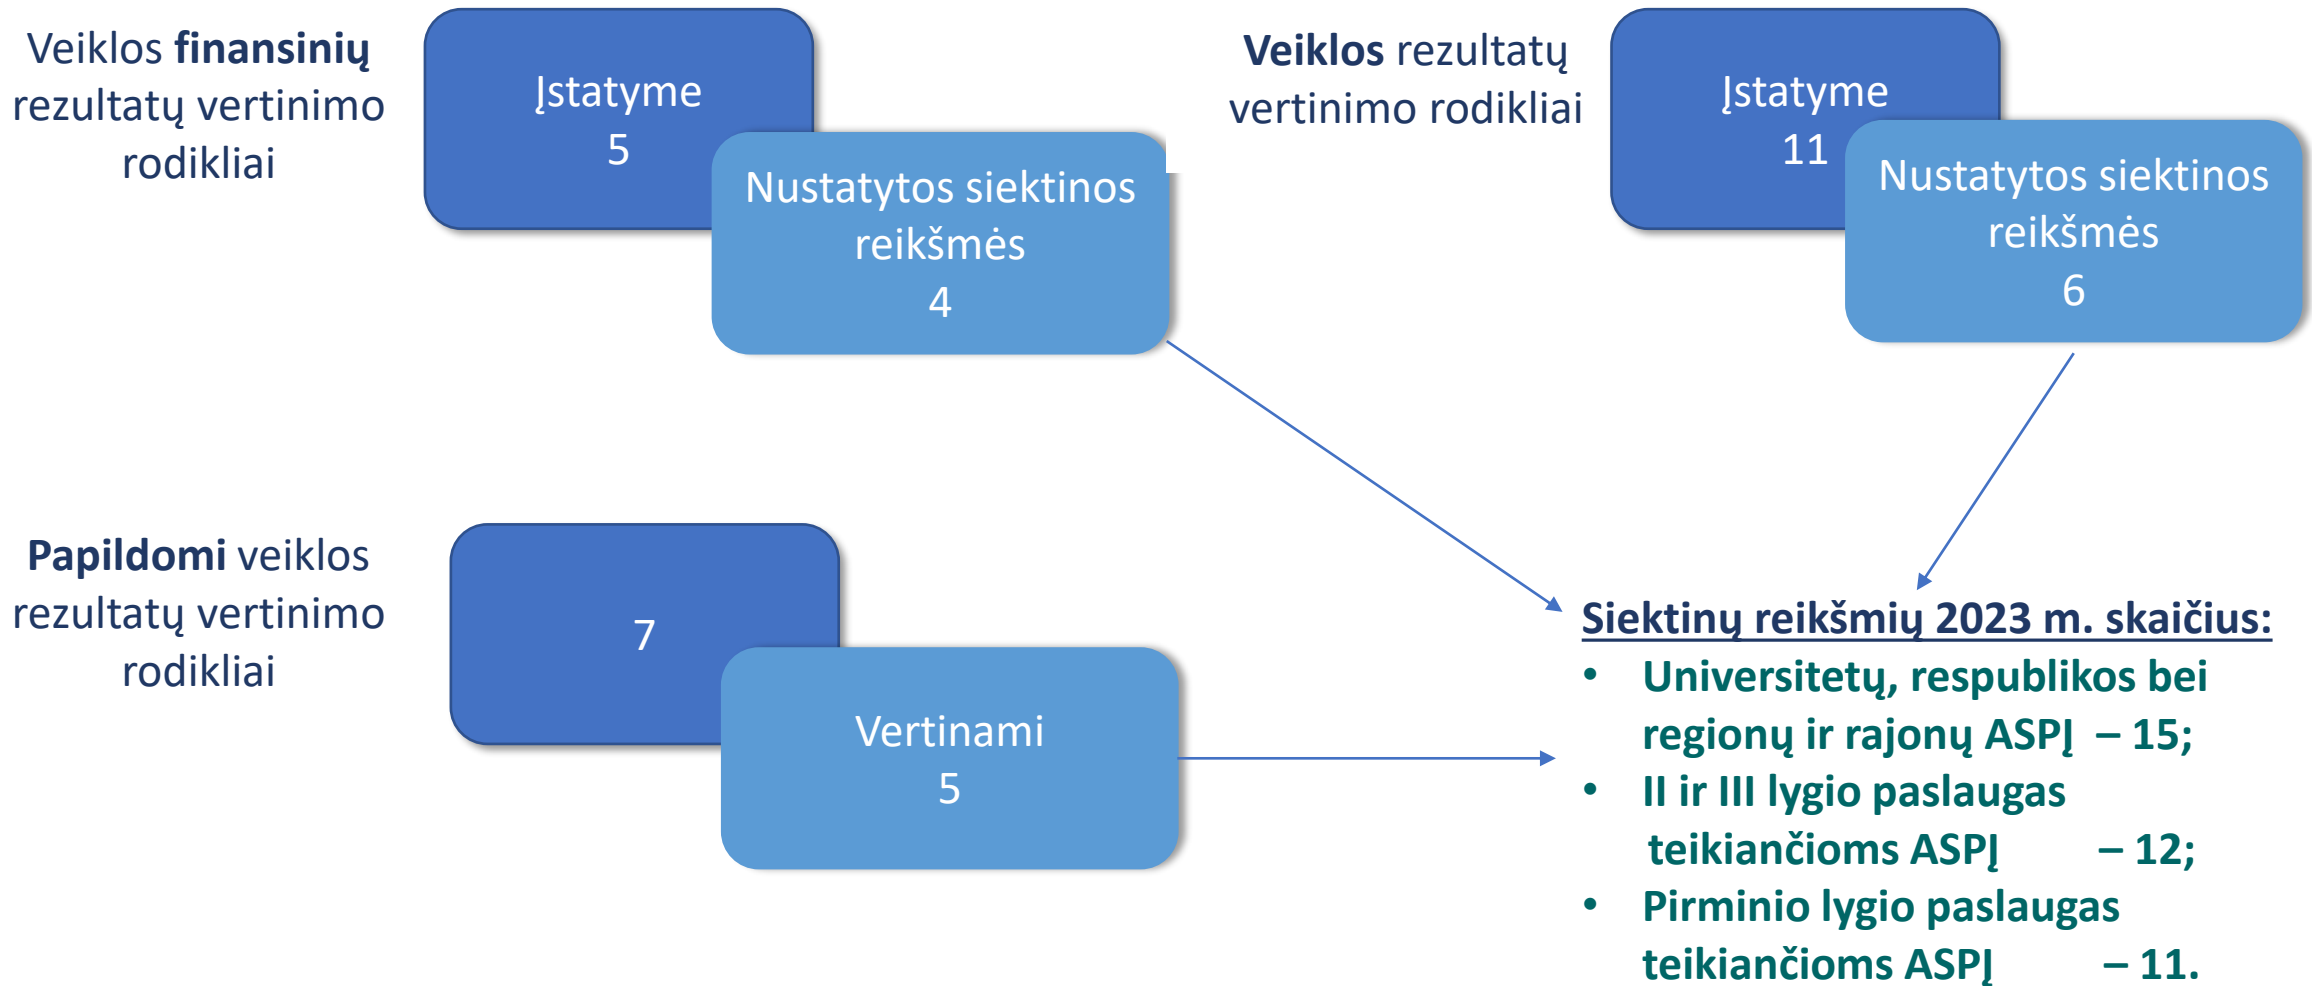 Veiklos finansinių
rezultatų vertinimo
rodikliai
Įstatyme
5
Nustatytos siektinos
reikšmės
4
Veiklos rezultatų
vertinimo rodikliai
Įstatyme
11
Nustatytos siektinos
reikšmės
6
Papildomi veiklos
rezultatų vertinimo
rodikliai
7
Vertinami
5
Siektinų reikšmių 2023 m. skaičius:
• Universitetų, respublikos bei
regionų ir rajonų ASPĮ – 15;
• II ir III lygio paslaugas
teikiančioms ASPĮ – 12;
• Pirminio lygio paslaugas
teikiančioms ASPĮ – 11.